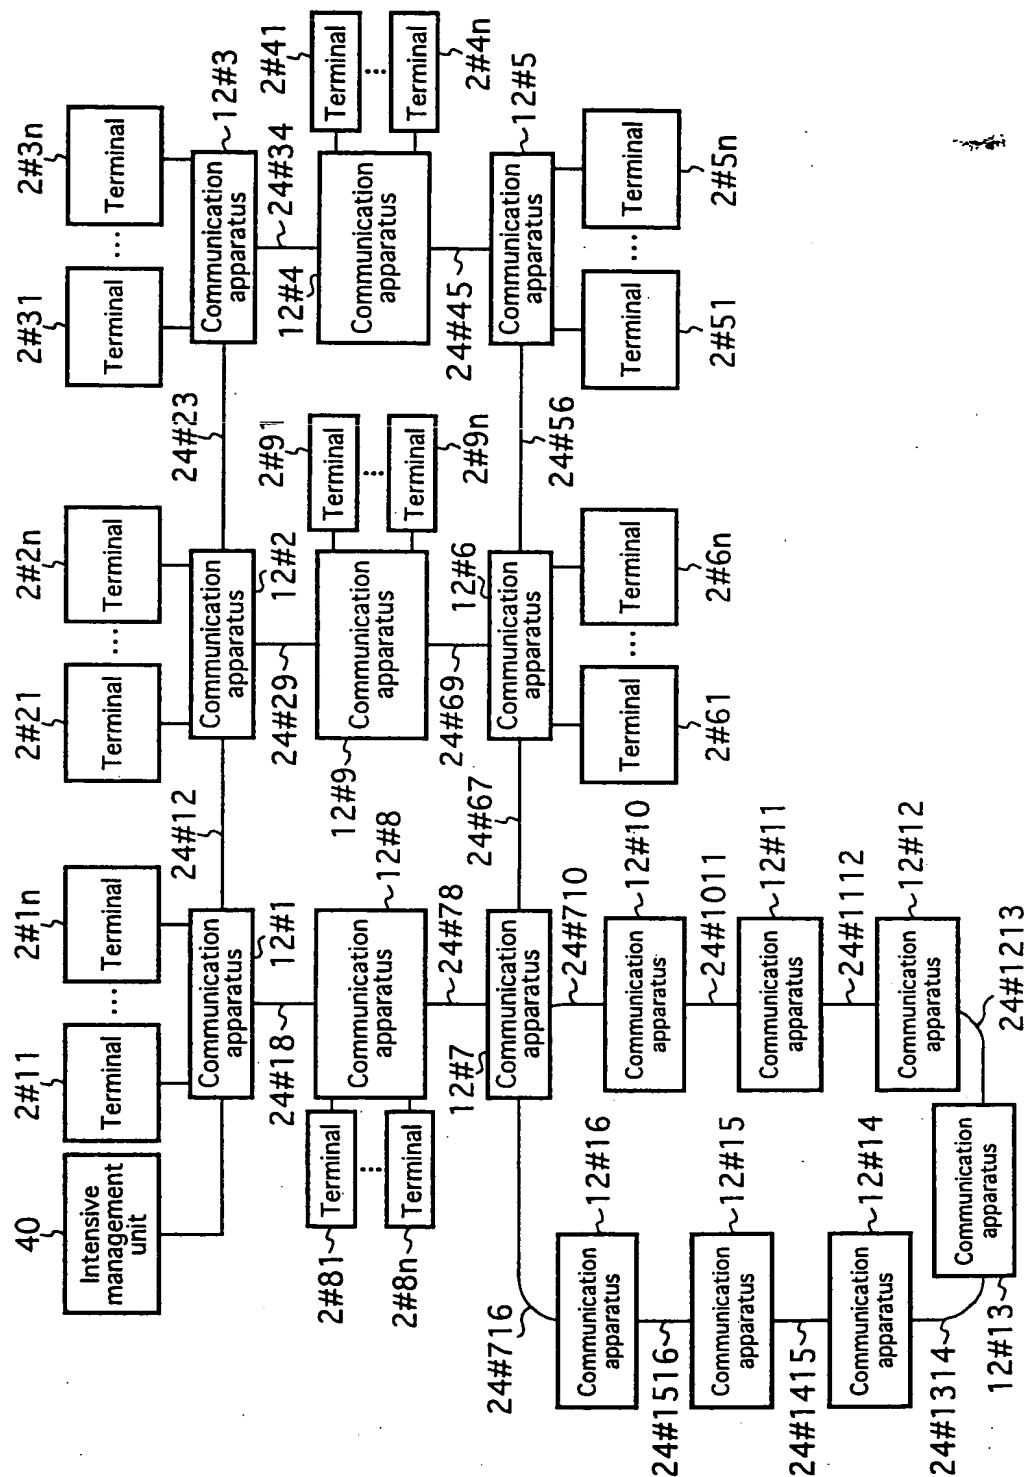 40
2#11
2#1n
2#21
2#2n
2#31
2#3n
Intensive
management
unit
Terminal
...
Terminal
Terminal
...
Terminal
Terminal
...
Terminal
24#12
24#23
Communication
apparatus
12#1
Communication
apparatus
12#2
Communication
apparatus
12#3
24#18
24#29
24#34
2#81
Terminal
...
Terminal
2#8n
Communication
apparatus
12#8
12#9
Communication
apparatus
2#91
Terminal
...
Terminal
2#9n
12#4
Communication
apparatus
2#41
Terminal
...
Terminal
2#4n
24#78
24#69
24#45
12#7
Communication
apparatus
24#67
12#6
Communication
apparatus
24#56
Communication
apparatus
12#5
24#716
24#710
Terminal
...
Terminal
2#61
2#6n
Terminal
...
Terminal
2#51
2#5n
Communication
apparatus
12#16
Communication
apparatus
12#10
24#1516
24#1011
Communication
apparatus
12#15
Communication
apparatus
12#11
24#1415
24#1112
Communication
apparatus
12#14
Communication
apparatus
12#12
24#1314
Communication
apparatus
12#13
24#1213